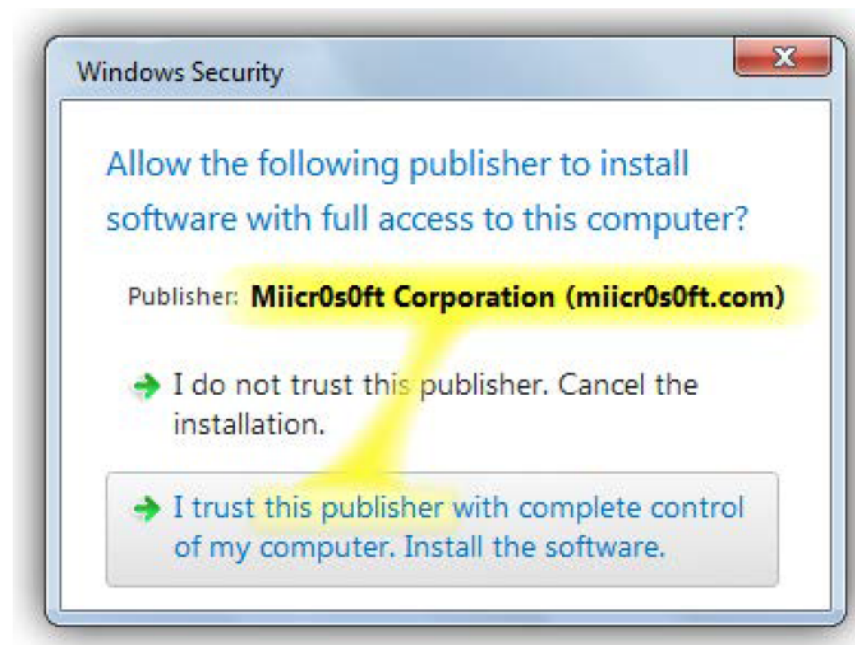 Windows Security
Allow the following publisher to install
software with full access to this computer?
Publisher: Miicr0s0ft Corporation (miicr0s0ft.com)
I do not trust this publisher. Cancel the
installation.
I trust this publisher with complete control
of my computer. Install the software.